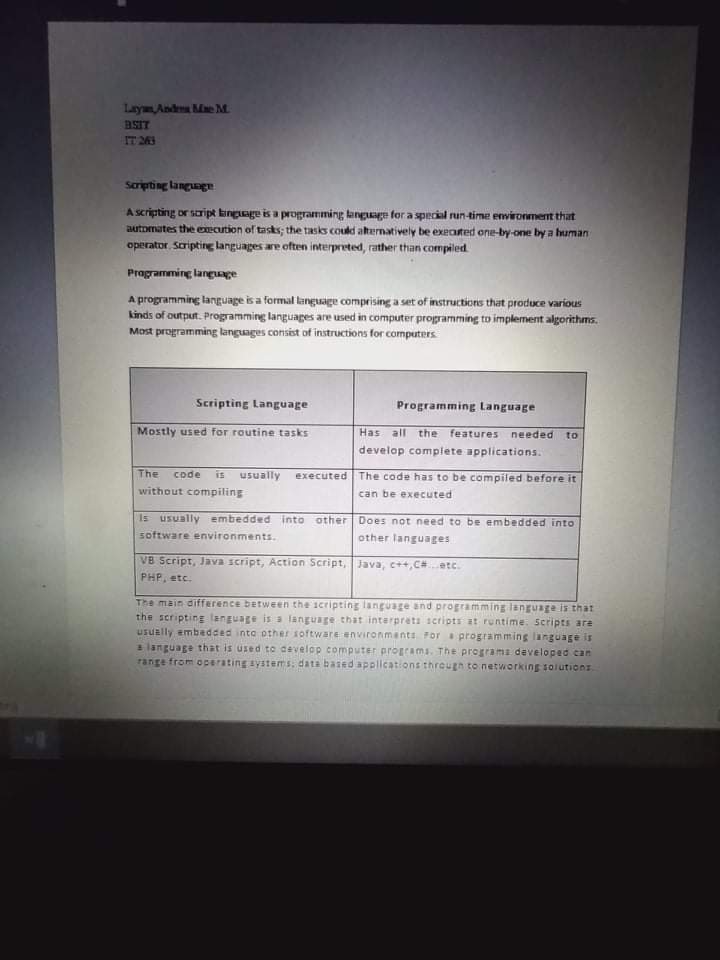 Layan, Andrea Mae M.
BSIT
IT 263
Scripting language
A scripting or script language is a programming language for a special run-time environment that
automates the execution of tasks; the tasks could alternatively be executed one-by-one by a human
operator. Scripting languages are often interpreted, rather than compiled.
Programming language
A programming language is a formal language comprising a set of instructions that produce various
kinds of output. Programming languages are used in computer programming to implement algorithms.
Most programming languages consist of instructions for computers.
Scripting Language
Programming Language
Mostly used for routine tasks
Has all the features needed to
develop complete applications.
The code is usually executed
without compiling
The code has to be compiled before it
can be executed
Is usually embedded into other
software environments.
Does not need to be embedded into
other languages
VB Script, Java script, Action Script,
PHP, etc.
Java, c++,C#...etc.
The main difference between the scripting language and programming language is that
the scripting language is a language that interprets scripts at runtime. Scripts are
usually embedded into other software environments. For a programming language is
a language that is used to develop computer programs. The programs developed can
range from operating systems; data based applications through to networking solutions.